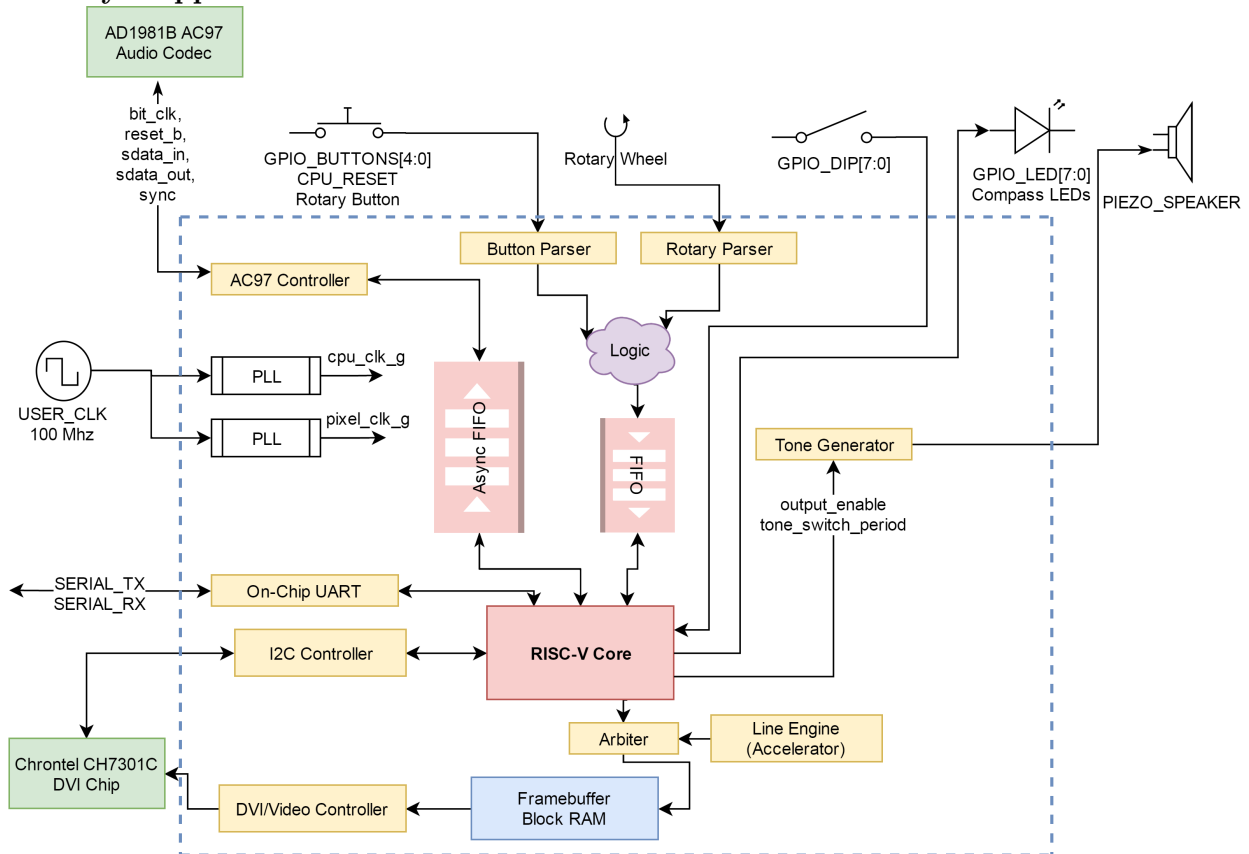 AD1981B AC97
Audio Codec
bit_clk,
reset_b,
sdata_in,
sdata_out,
sync
GPIO_BUTTONS[4:0]
CPU_RESET
Rotary Button
Rotary Wheel
GPIO_DIP[7:0]
GPIO_LED[7:0]
Compass LEDs
PIEZO_SPEAKER
Button Parser
Rotary Parser
AC97 Controller
Logic
USER_CLK
100 Mhz
PLL
cpu_clk_g
PLL
pixel_clk_g
Async FIFO
FIFO
Tone Generator
output_enable
tone_switch_period
SERIAL_TX
SERIAL_RX
On-Chip UART
I2C Controller
RISC-V Core
Arbiter
Line Engine
(Accelerator)
Chrontel CH7301C
DVI Chip
DVI/Video Controller
Framebuffer
Block RAM